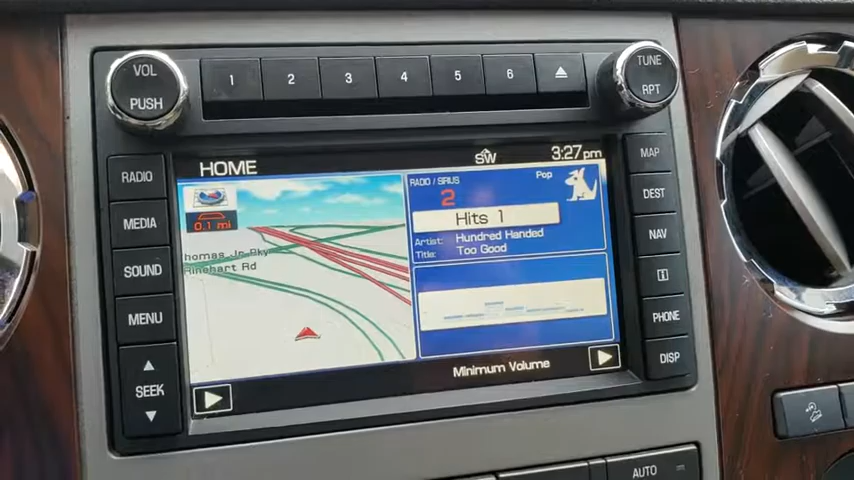 VOL
PUSH
1 2 3 4 5 6
TUNE
RPT
HOME
SW
3:27 pm
RADIO
MEDIA
SOUND
MENU
SEEK
0.1 mi
homas Jr Pky
Rinehart Rd
RADIO / SIRIUS
Pop
2
Hits 1
Artist: Hundred Handed
Title: Too Good
Minimum Volume
MAP
DEST
NAV
i
PHONE
DISP
AUTO